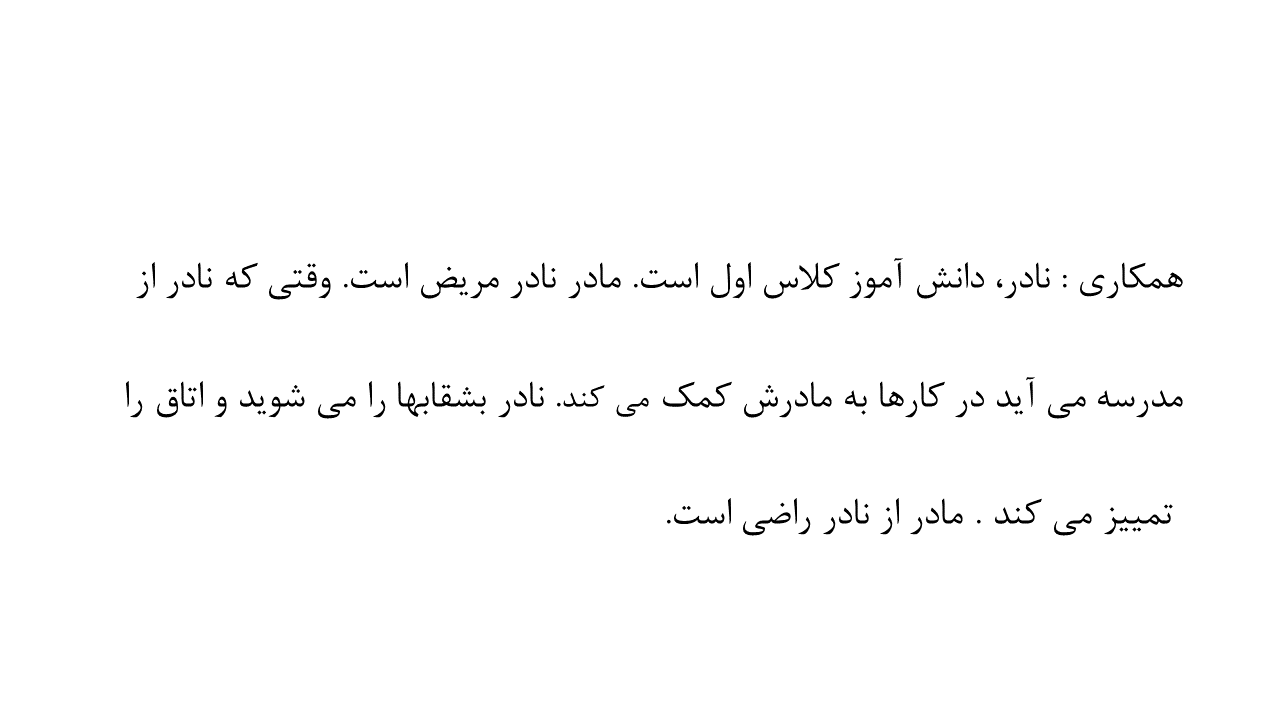 همکاری : نادر، دانش آموز کلاس اول است. مادر نادر مریض است. وقتی که نادر از
مدرسه می آید در کارها به مادرش کمک می کند. نادر بشقابها را می شوید و اتاق را
تمییز می کند . مادر از نادر راضی است.